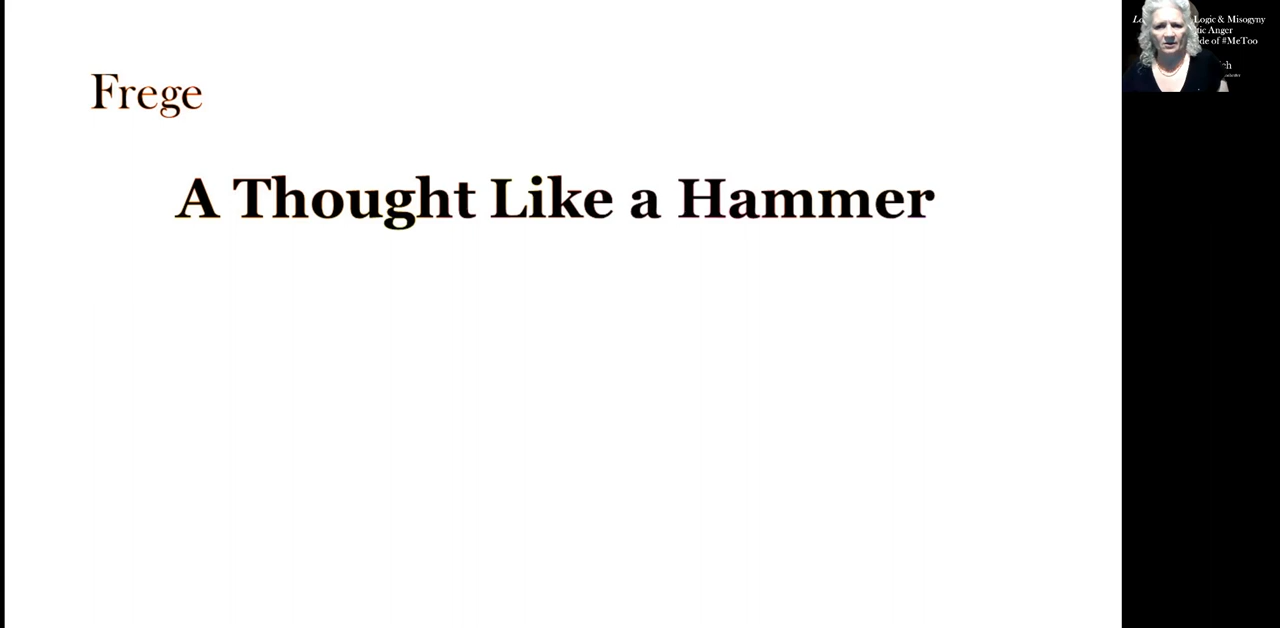 Frege
A Thought Like a Hammer
Logic & Misogyny
Anger
#MeToo